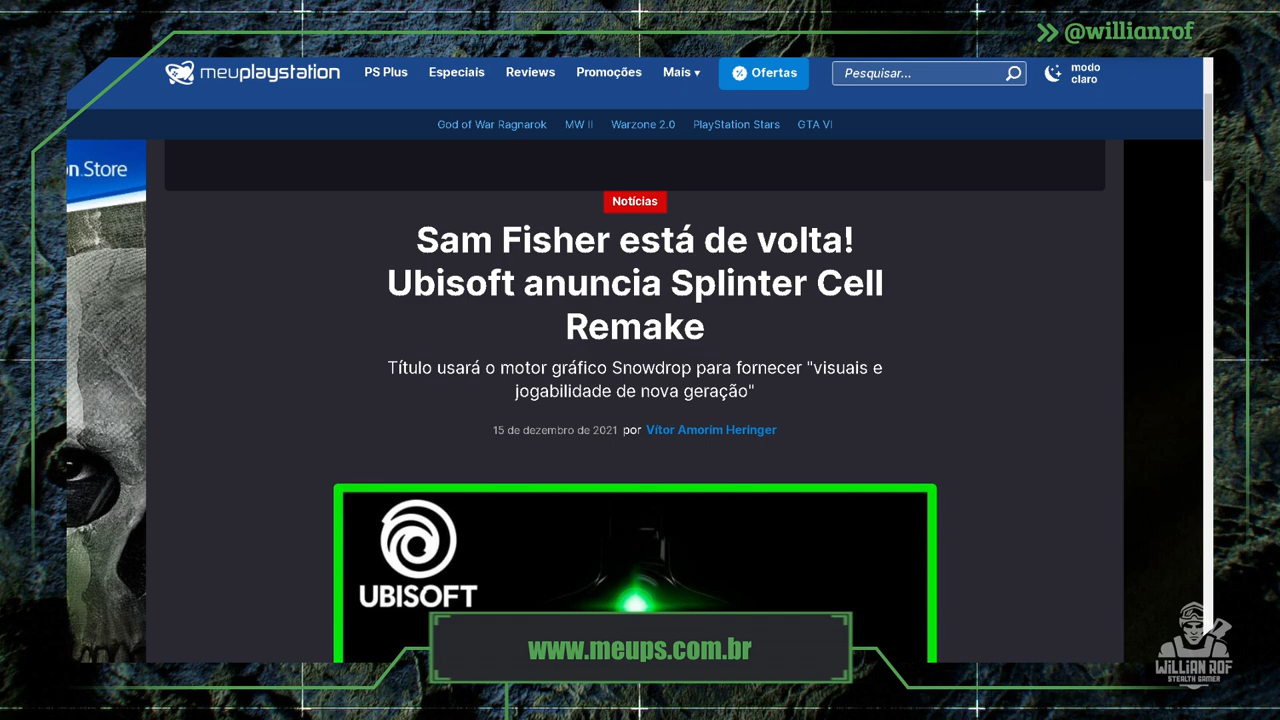 @willianrof
meuplaystation
PS Plus
Especiais
Reviews
Promoções
Mais
Ofertas
Pesquisar...
modo
claro
God of War Ragnarok
MW II
Warzone 2.0
PlayStation Stars
GTA VI
n.Store
Notícias
Sam Fisher está de volta!
Ubisoft anuncia Splinter Cell
Remake
Título usará o motor gráfico Snowdrop para fornecer "visuais e
jogabilidade de nova geração"
15 de dezembro de 2021 por Vítor Amorim Heringer
UBISOFT
www.meups.com.br
WILLIAN ROF
STEALTH GAMER